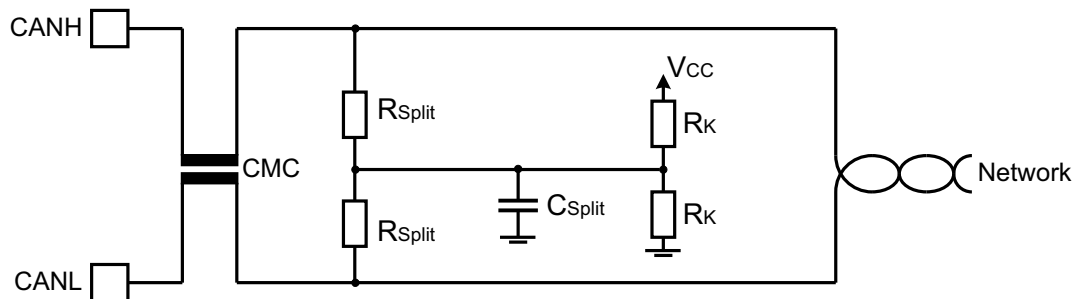 CANH
VCC
RSplit
RK
CMC
Network
CSplit
RSplit
RK
CANL